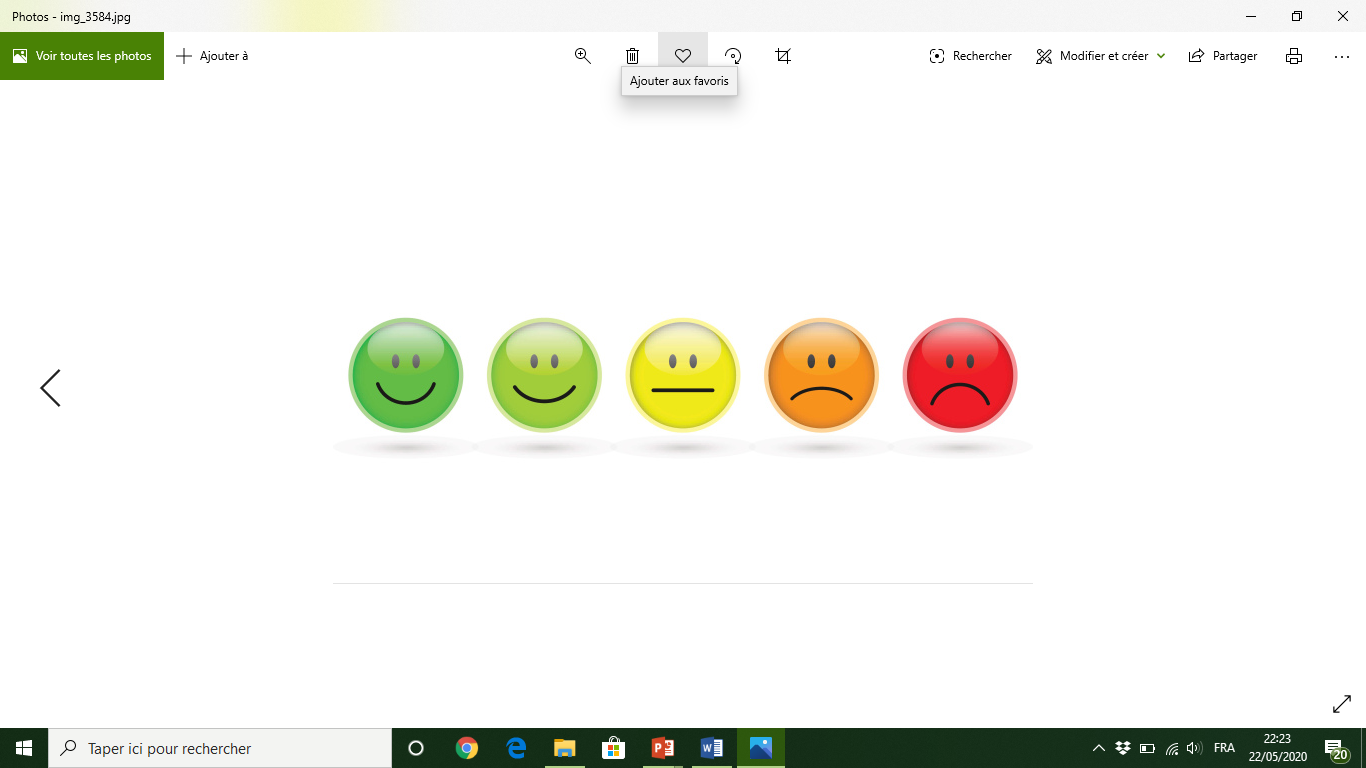 Photos - img_3584.jpg
Voir toutes les photos
Ajouter à
Rechercher
Modifier et créer
Partager
Ajouter aux favoris
Taper ici pour rechercher
FRA
22:23
22/05/2020
20